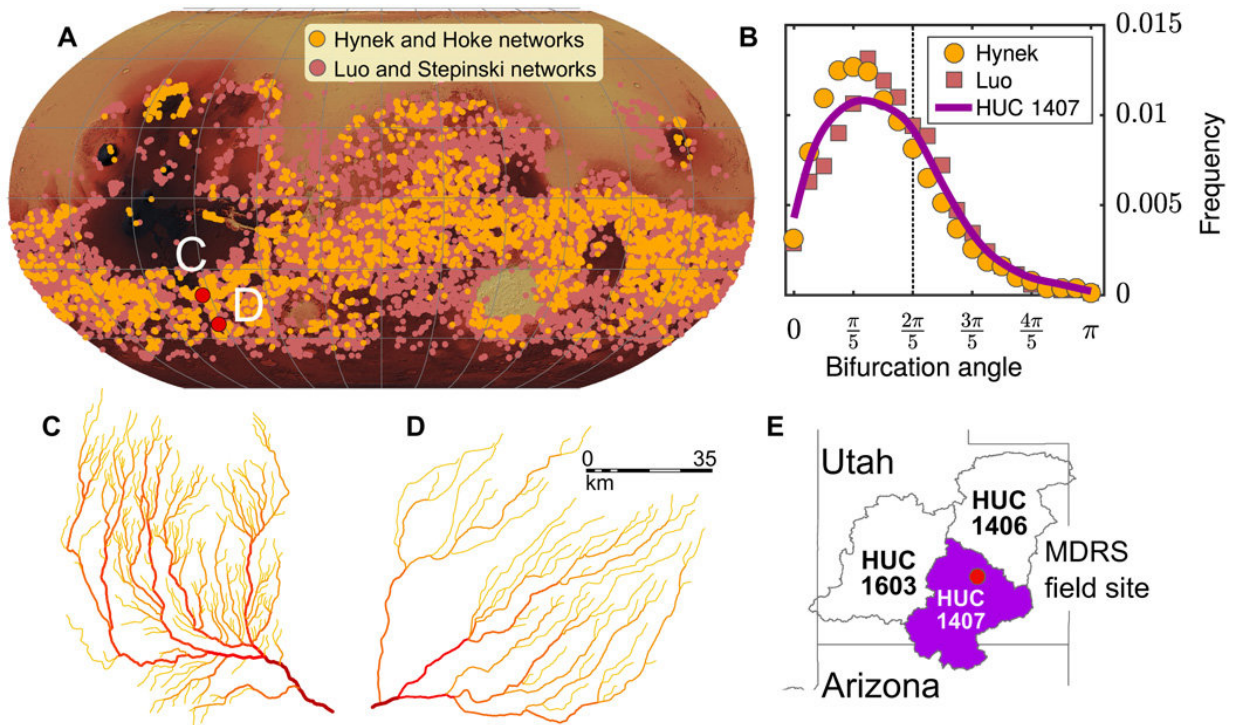 A
Hynek and Hoke networks
Luo and Stepinski networks
C
D
B
Hynek
Luo
HUC 1407
0.015
0.01
0.005
0
Frequency
0
π/5
2π/5
3π/5
4π/5
π
Bifurcation angle
C
D
0
35
km
E
Utah
HUC
1406
HUC
1603
MDRS
field site
HUC
1407
Arizona